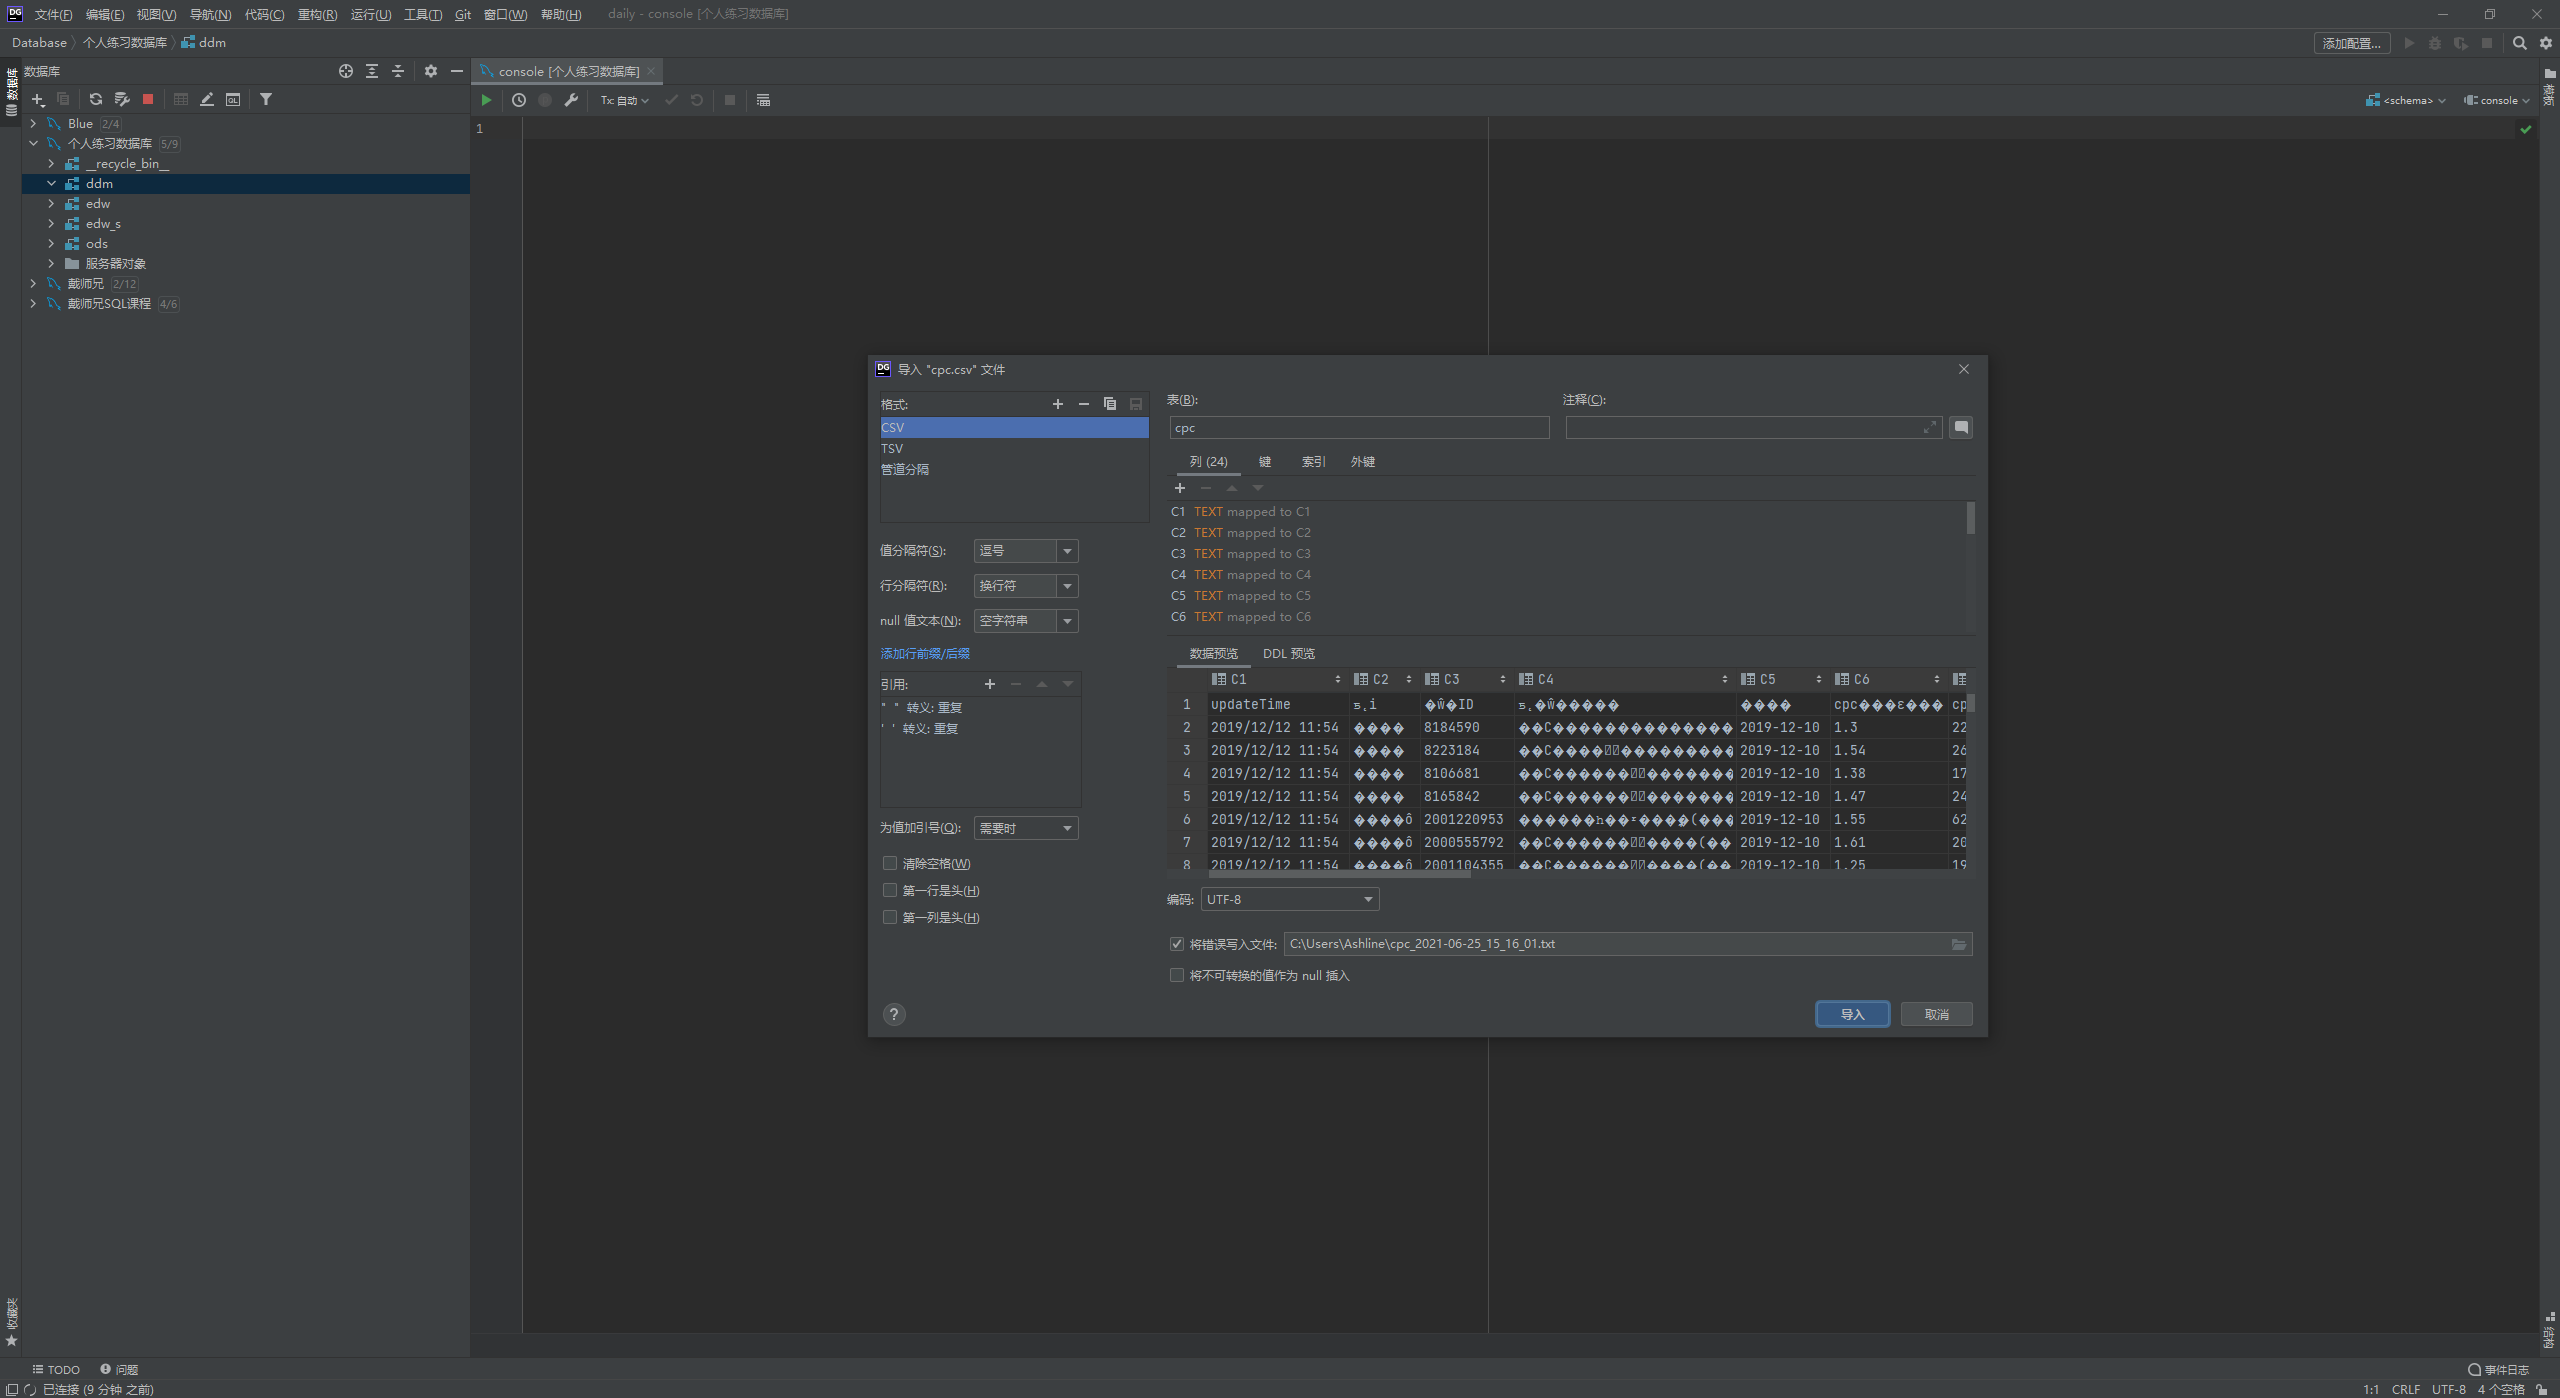 文件(F) 编辑(E) 视图(V) 导航(N) 代码(C) 重构(R) 运行(U) 工具(T) Git 窗口(W) 帮助(H) daily - console [个人练习数据库]
Database 个人练习数据库 ddm 添加配置...
数据库
console [个人练习数据库]
Tx: 自动
<schema> console
数据库
模板
Blue 2/4
个人练习数据库 5/9
__recycle_bin__
ddm
edw
edw_s
ods
服务器对象
戴师兄 2/12
戴师兄SQL课程 4/6
1
导入 "cpc.csv" 文件
格式:
CSV
TSV
管道分隔
值分隔符(S): 逗号
行分隔符(R): 换行符
null 值文本(N): 空字符串
添加行前缀/后缀
引用:
" " 转义: 重复
' ' 转义: 重复
为值加引号(Q): 需要时
清除空格(W)
第一行是头(H)
第一列是头(H)
表(B): 注释(C):
cpc
列 (24) 键 索引 外键
C1 TEXT mapped to C1
C2 TEXT mapped to C2
C3 TEXT mapped to C3
C4 TEXT mapped to C4
C5 TEXT mapped to C5
C6 TEXT mapped to C6
数据预览 DDL 预览
C1 C2 C3 C4 C5 C6
1 updateTime �Ŵ�ID ���� cpc���ε��� cp
2 2019/12/12 11:54 ���� 8184590 2019-12-10 1.3 22
3 2019/12/12 11:54 ���� 8223184 2019-12-10 1.54 26
4 2019/12/12 11:54 ���� 8106681 2019-12-10 1.38 17
5 2019/12/12 11:54 ���� 8165842 2019-12-10 1.47 24
6 2019/12/12 11:54 ����ô 2001220953 2019-12-10 1.55 62
7 2019/12/12 11:54 ����ô 2000555792 2019-12-10 1.61 20
8 2019/12/12 11:54 ����ô 2001104355 2019-12-10 1.25 19
编码: UTF-8
将错误写入文件: C:\Users\Ashline\cpc_2021-06-25_15_16_01.txt
将不可转换的值作为 null 插入
? 导入 取消
收藏夹
结构
TODO 问题 事件日志
已连接 (9 分钟 之前) 1:1 CRLF UTF-8 4 个空格